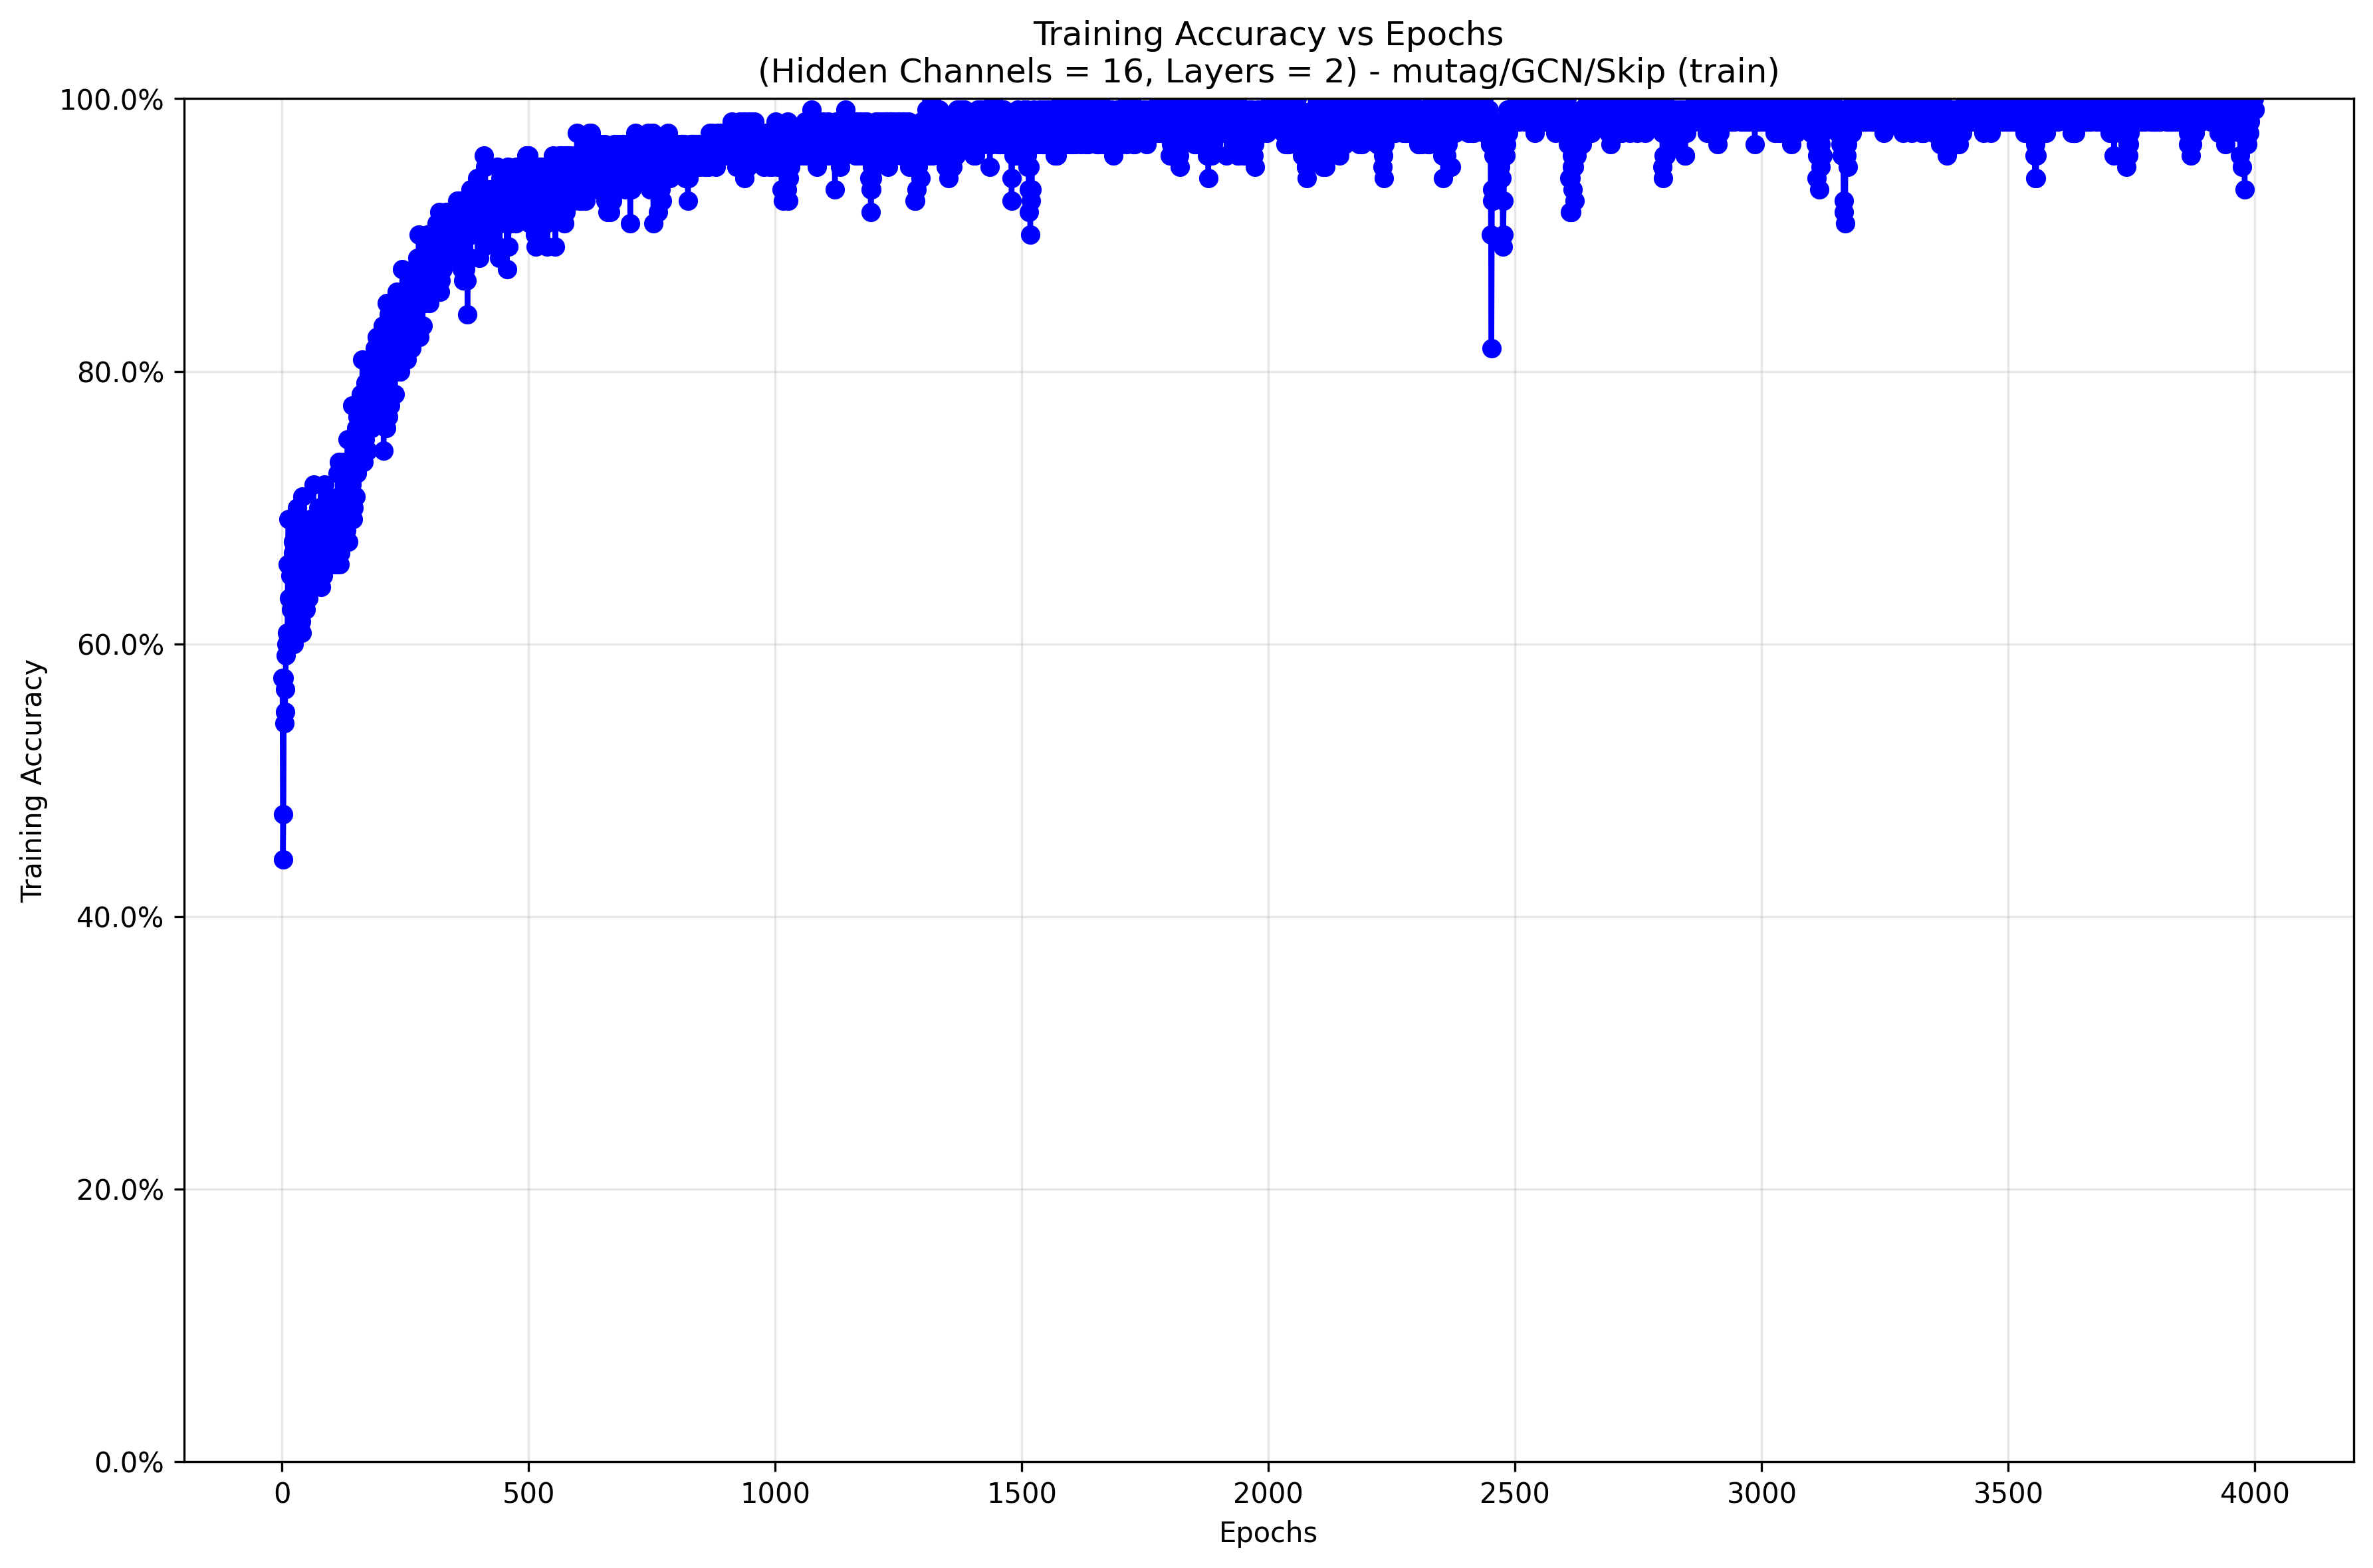 Training Accuracy vs Epochs
(Hidden Channels = 16, Layers = 2) - mutag/GCN/Skip (train)
100.0%
80.0%
60.0%
40.0%
20.0%
0.0%
Training Accuracy
0 500 1000 1500 2000 2500 3000 3500 4000
Epochs